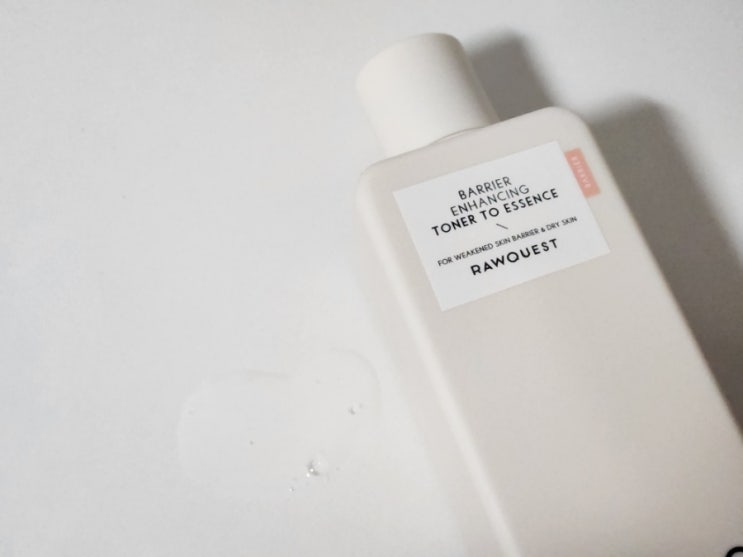 BARRIER
ENHANCING
TONER TO ESSENCE
FOR WEAKENED SKIN BARRIER & DRY SKIN
RAWQUEST